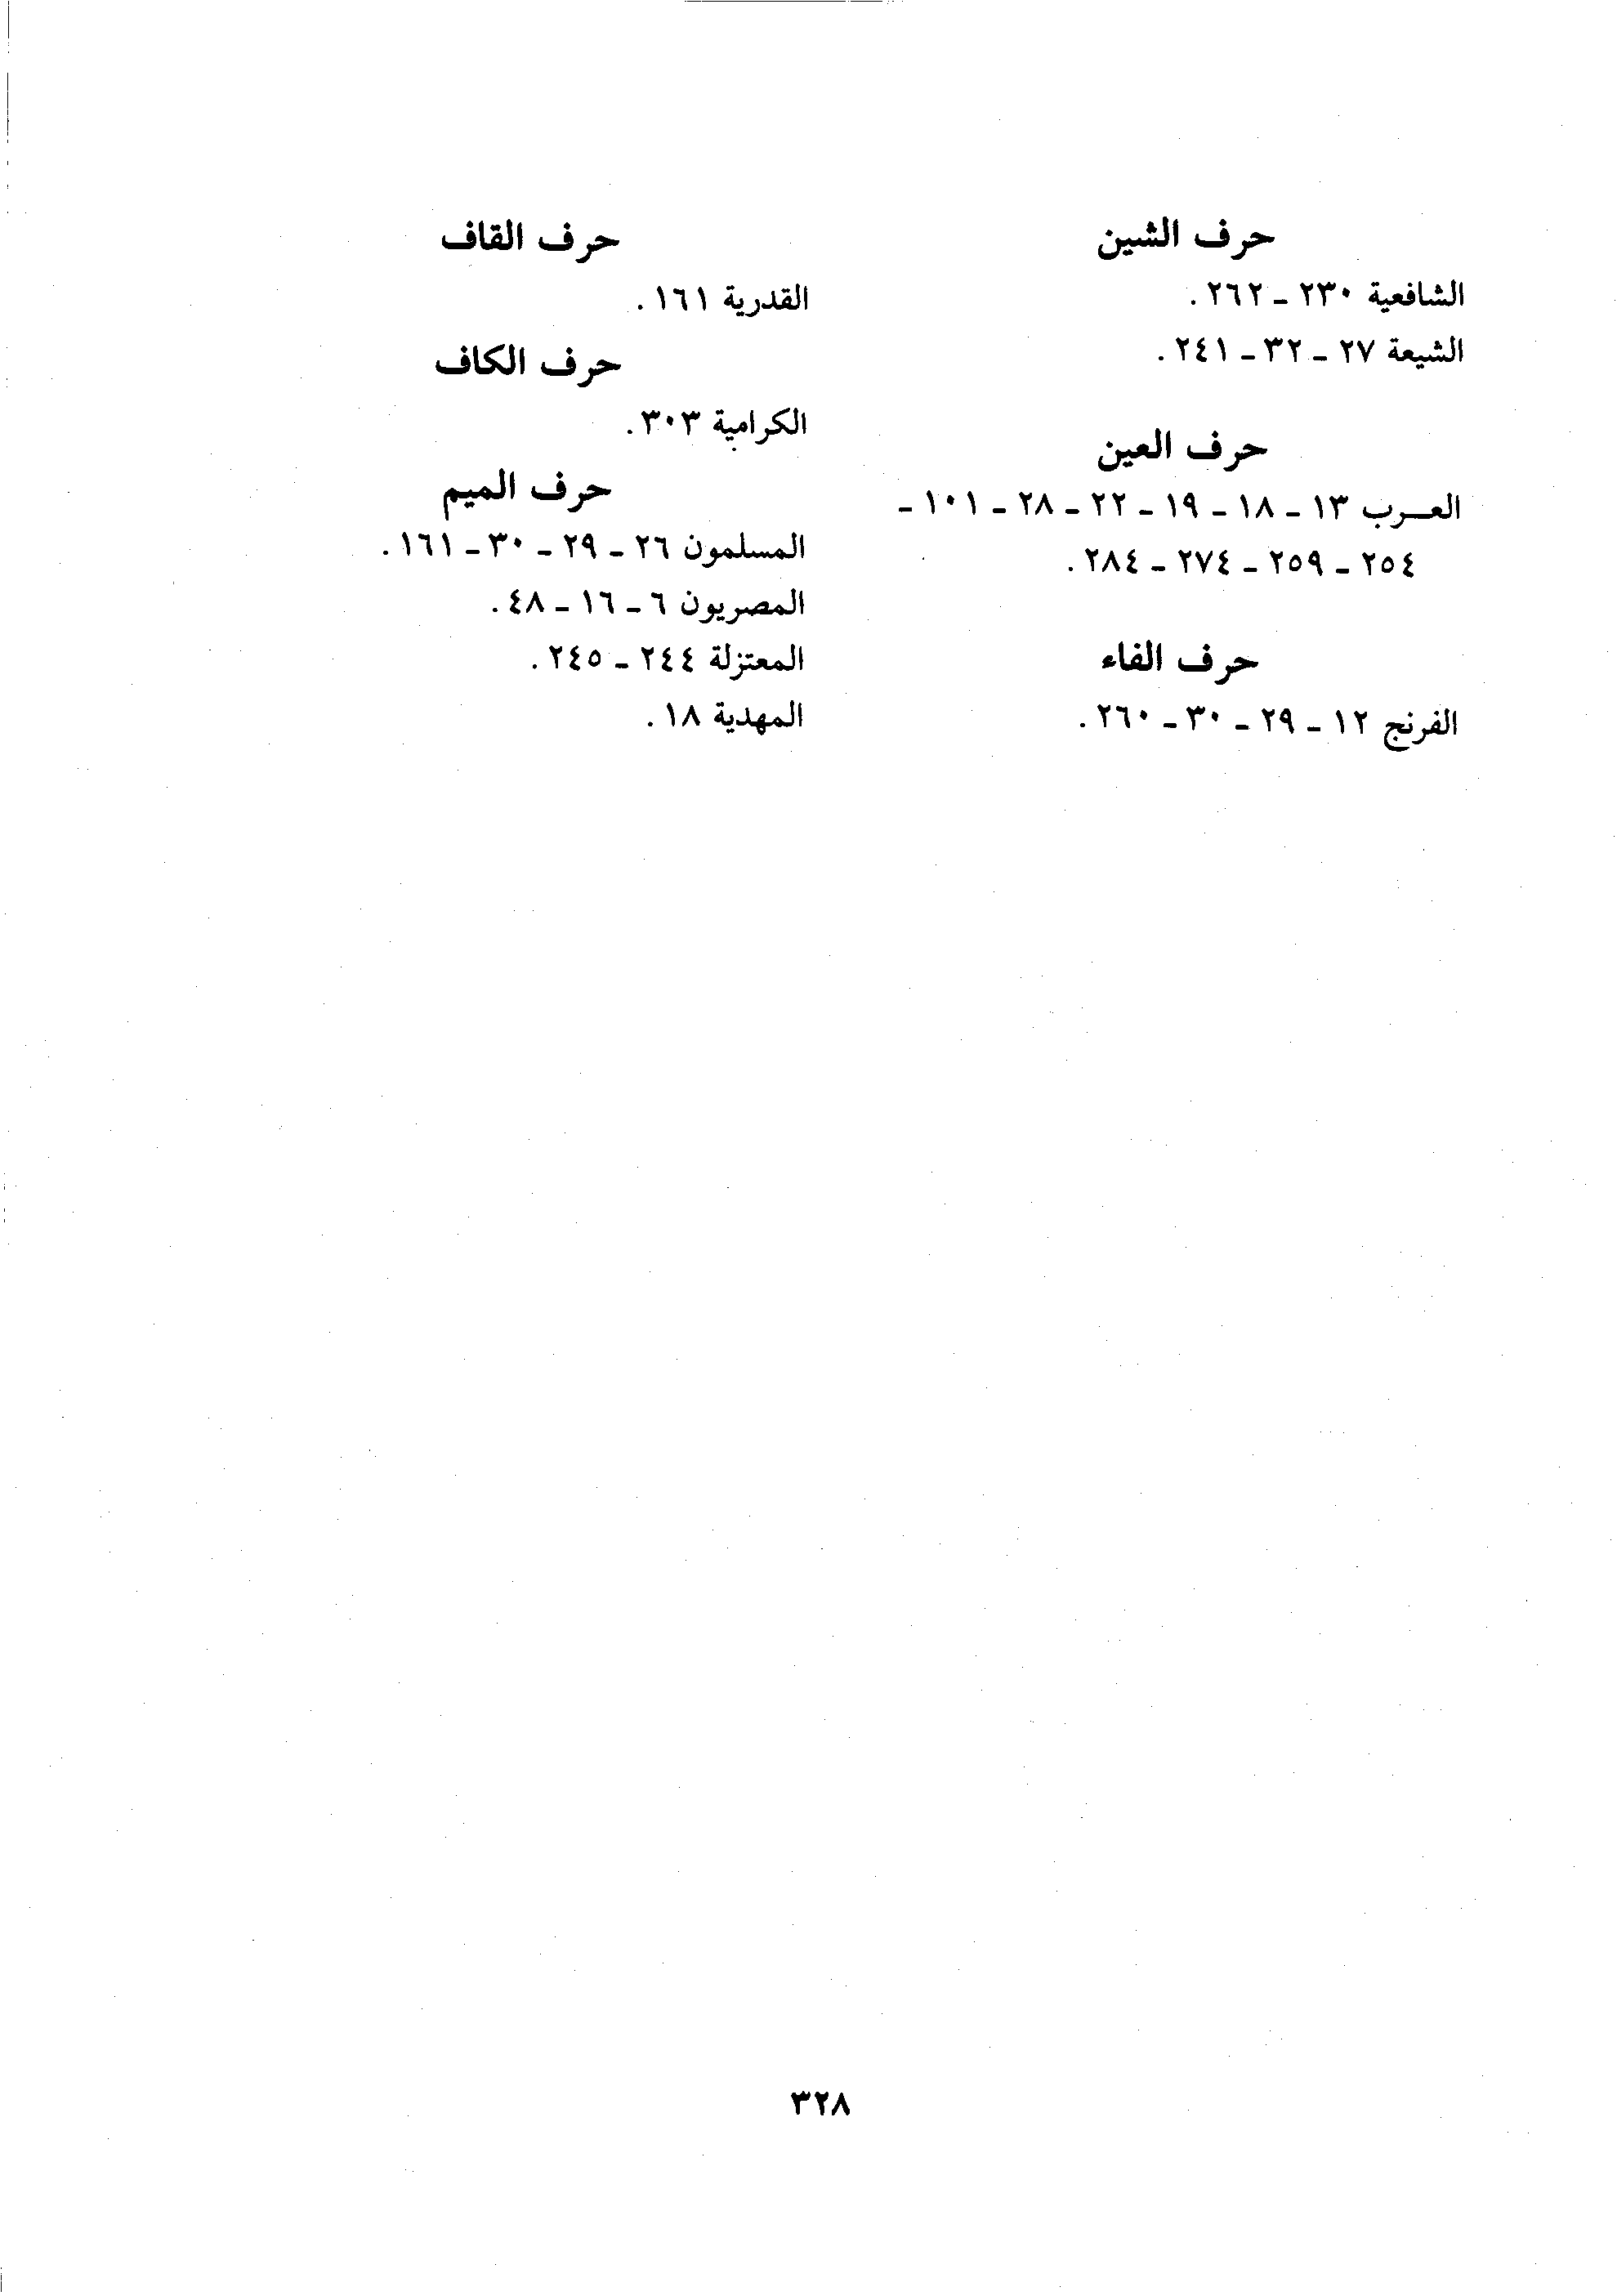 حرف الشين
الشافعية ٢٣٠ ـ ٢٦٢ .
الشيعة ٢٧ ـ ٣٢ ـ ٢٤١ .
حرف العين
العـــرب ١٣ ـ ١٨ ـ ١٩ ـ ٢٢ ـ ٢٨ ـ ١٠١ ـ
٢٥٤ ـ ٢٥٩ ـ ٢٧٤ ـ ٢٨٤ .
حرف الفاء
الفرنج ١٢ ـ ٢٩ ـ ٣٠ ـ ٢٦٠ .
حرف القاف
القدرية ١٦١ .
حرف الكاف
الكرامية ٣٠٣ .
حرف الميم
المسلمون ٢٦ ـ ٢٩ ـ ٣٠ ـ ١٦١ .
المصريون ٦ ـ ١٦ ـ ٤٨ .
المعتزلة ٢٤٤ ـ ٢٤٥ .
المهدية ١٨ .
٣٢٨